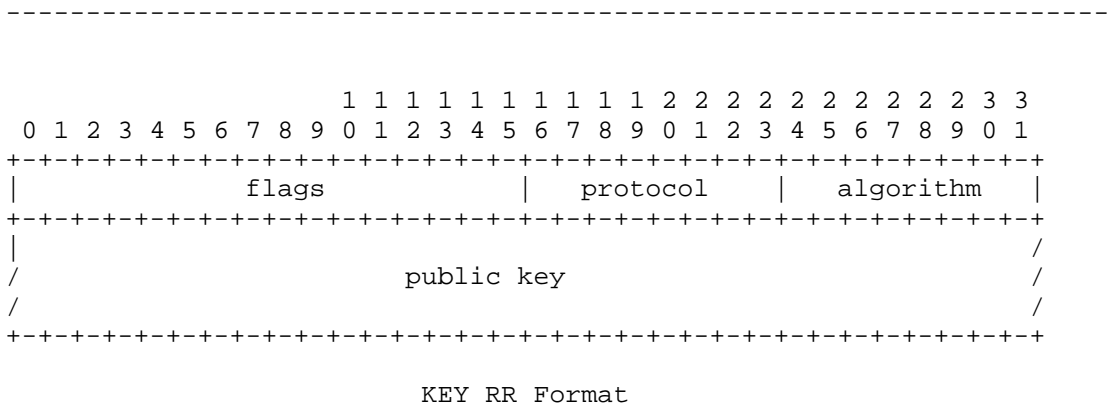 ---------------------------------------------------------------------
                     1 1 1 1 1 1 1 1 1 1 2 2 2 2 2 2 2 2 2 2 3 3
 0 1 2 3 4 5 6 7 8 9 0 1 2 3 4 5 6 7 8 9 0 1 2 3 4 5 6 7 8 9 0 1
+-+-+-+-+-+-+-+-+-+-+-+-+-+-+-+-+-+-+-+-+-+-+-+-+-+-+-+-+-+-+-+-+
|              flags            |   protocol    |   algorithm   |
+-+-+-+-+-+-+-+-+-+-+-+-+-+-+-+-+-+-+-+-+-+-+-+-+-+-+-+-+-+-+-+-+
|                                                               /
/                        public key                             /
/                                                               /
+-+-+-+-+-+-+-+-+-+-+-+-+-+-+-+-+-+-+-+-+-+-+-+-+-+-+-+-+-+-+-+-+
                          KEY RR Format